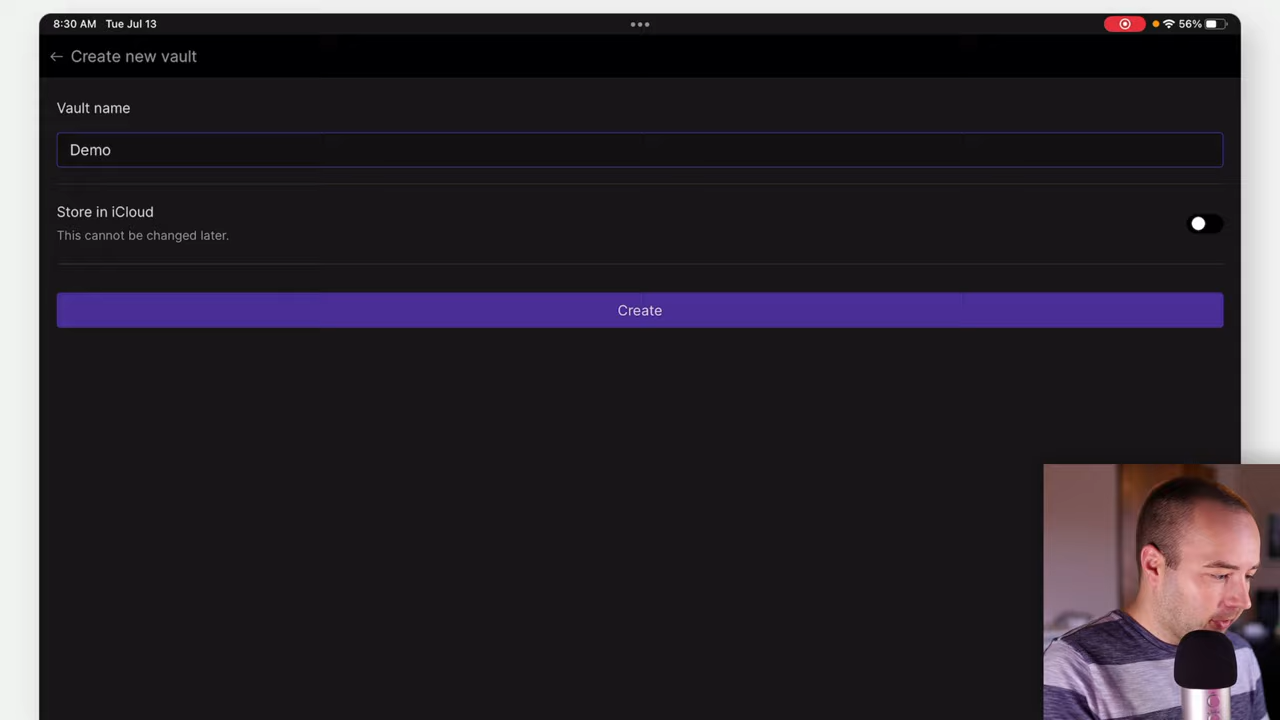 8:30 AM Tue Jul 13
56%
← Create new vault
Vault name
Demo
Store in iCloud
This cannot be changed later.
Create